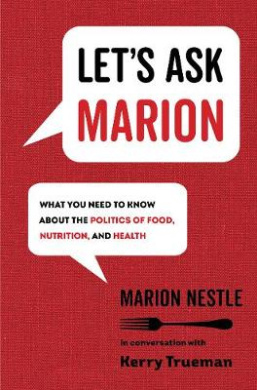 LET'S ASK
MARION
WHAT YOU NEED TO KNOW
ABOUT THE POLITICS OF FOOD,
NUTRITION, AND HEALTH
MARION NESTLE
in conversation with
Kerry Trueman